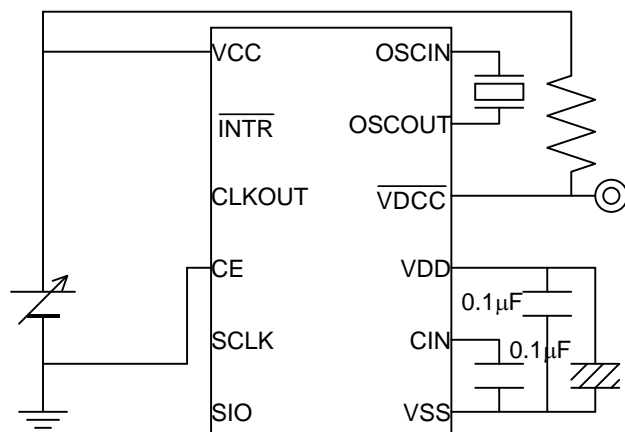 VCC OSCIN
INTR OSCOUT
CLKOUT VDCC
CE VDD
0.1μF
SCLK CIN
0.1μF
SIO VSS